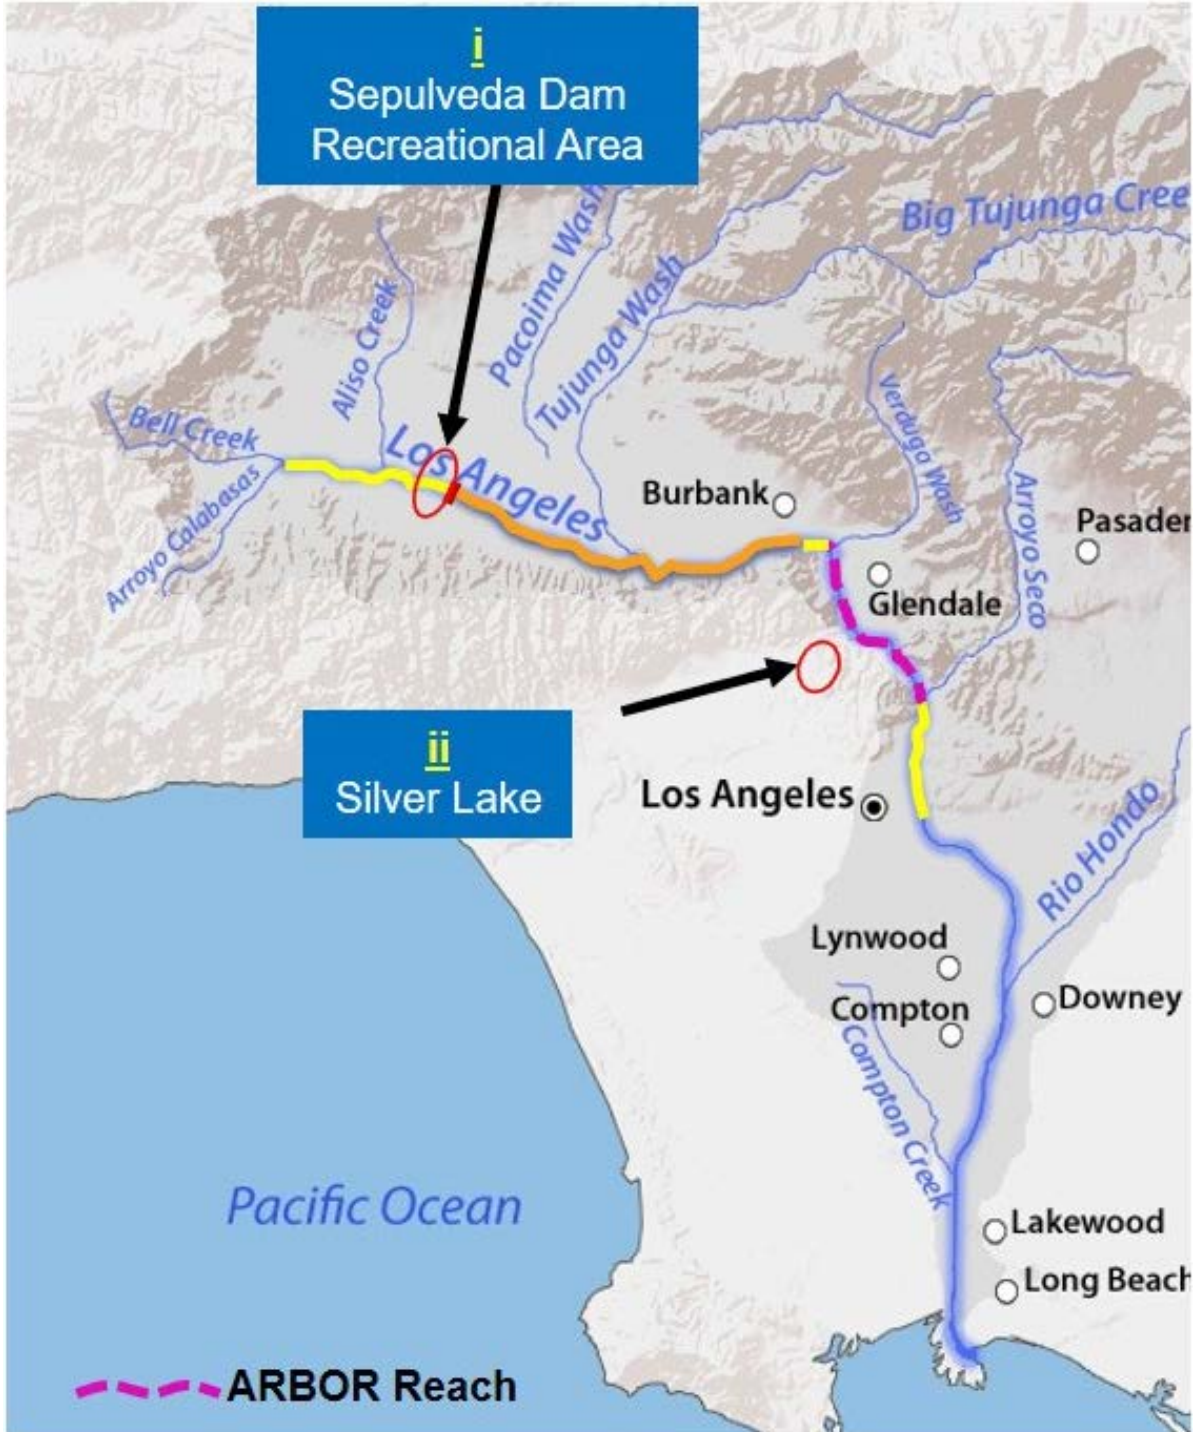 i
Sepulveda Dam
Recreational Area
Big Tujunga Cree
Pacoima Wash
Tujunga Wash
Aliso Creek
Verduga Wash
Bell Creek
Los Angeles
Arroyo Calabasas
Burbank
Arroyo Seco
Pasaden
Glendale
ii
Silver Lake
Los Angeles
Rio Hondo
Lynwood
Downey
Compton
Compton Creek
Pacific Ocean
Lakewood
Long Beach
ARBOR Reach